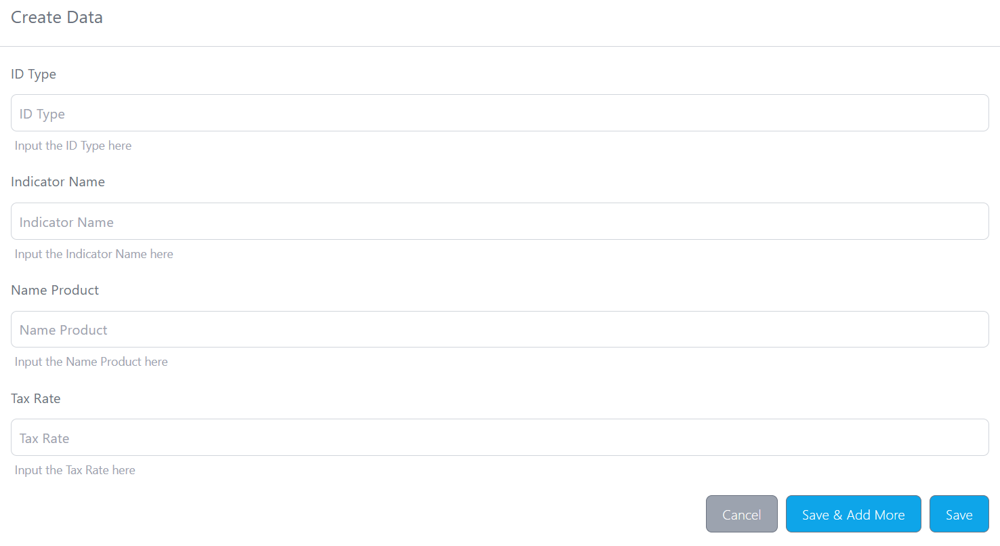 Create Data
ID Type
ID Type
Input the ID Type here
Indicator Name
Indicator Name
Input the Indicator Name here
Name Product
Name Product
Input the Name Product here
Tax Rate
Tax Rate
Input the Tax Rate here
Cancel Save & Add More Save